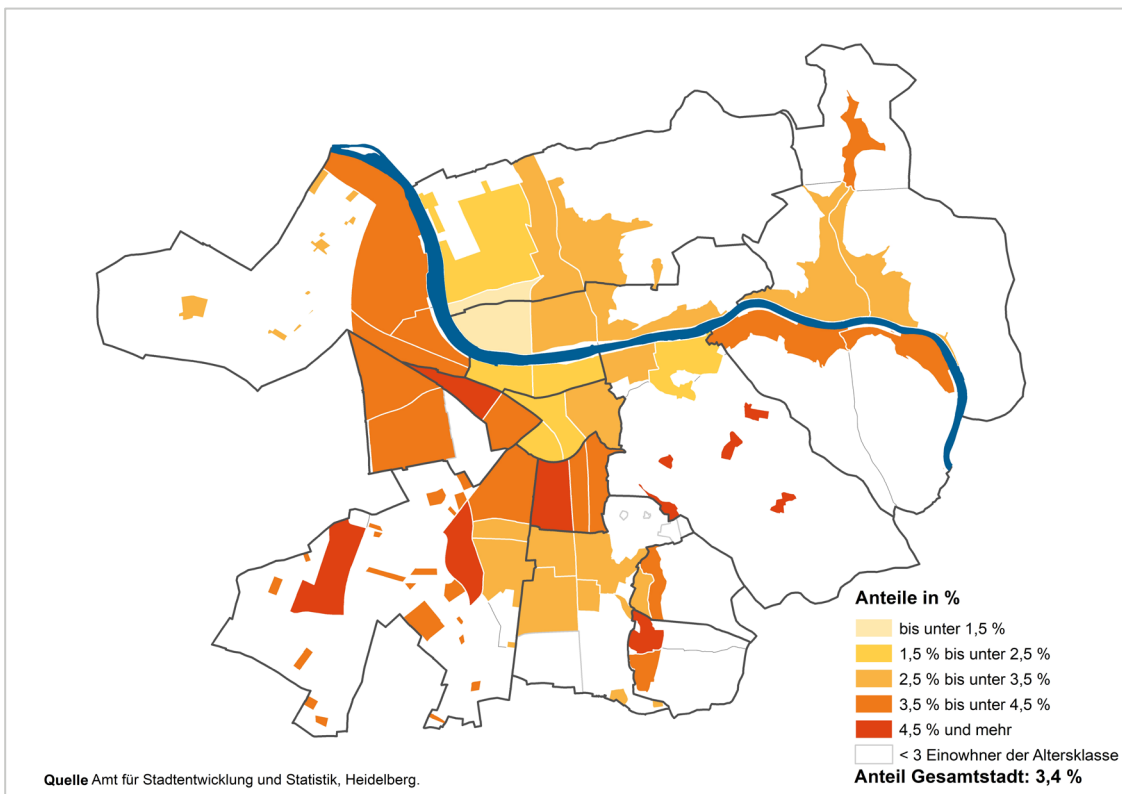 Anteile in %
bis unter 1,5 %
1,5 % bis unter 2,5 %
2,5 % bis unter 3,5 %
3,5 % bis unter 4,5 %
4,5 % und mehr
< 3 Einowhner der Altersklasse
Anteil Gesamtstadt: 3,4 %
Quelle Amt für Stadtentwicklung und Statistik, Heidelberg.